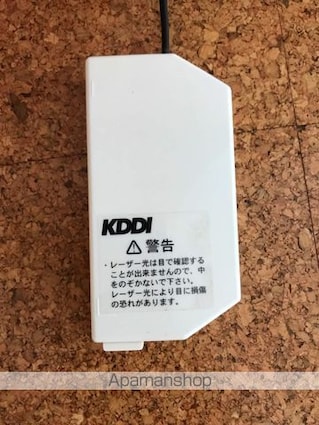 KDDI
⚠警告
・レーザー光は目で確認する
ことが出来ませんので、中
をのぞかないで下さい。
レーザー光により目に損傷
の恐れがあります。
Apamanshop